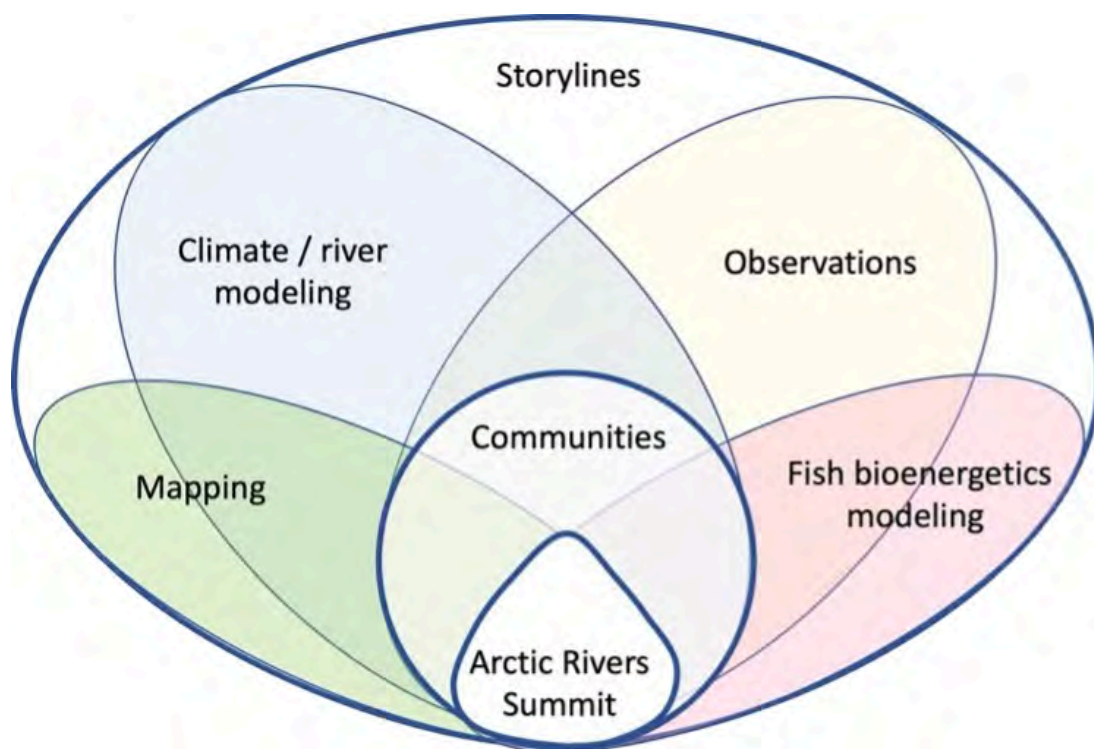 Storylines
Climate / river
modeling
Observations
Communities
Mapping
Fish bioenergetics
modeling
Arctic Rivers
Summit